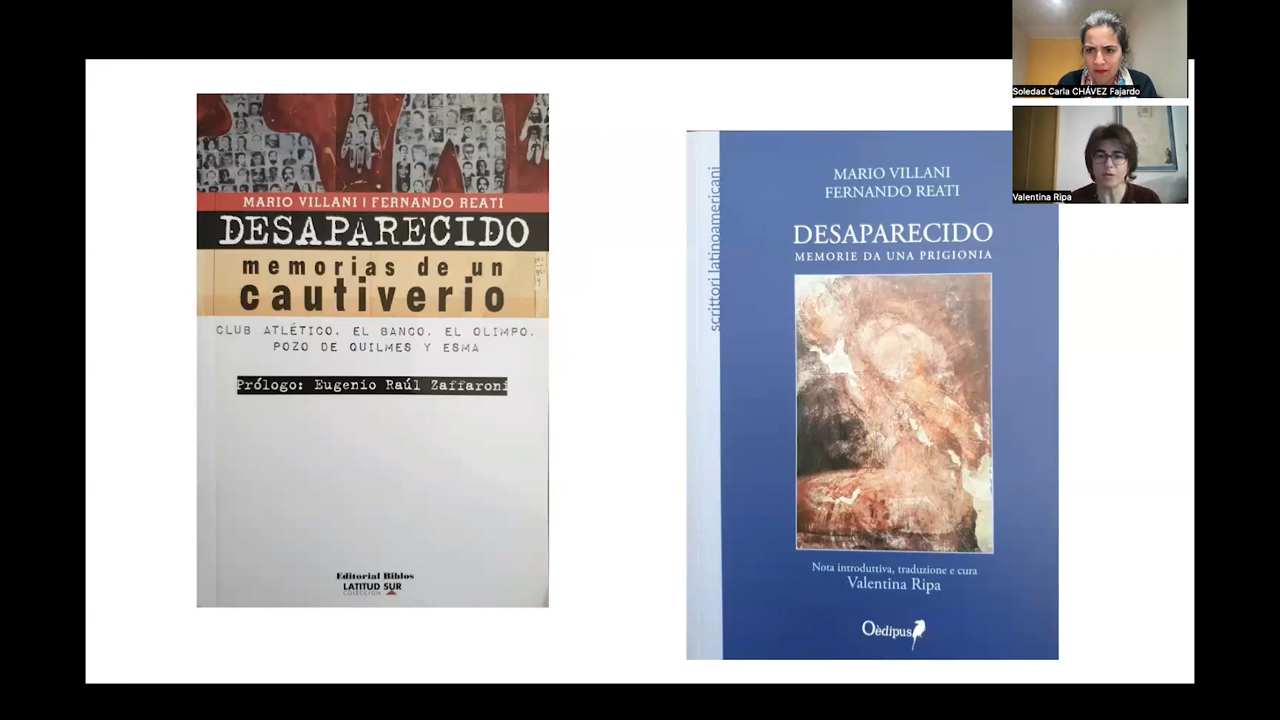 MARIO VILLANI | FERNANDO REATI
DESAPARECIDO
memorias de un
cautiverio
CLUB ATLÉTICO. EL BANCO. EL OLIMPO.
POZO DE QUILMES Y ESMA
Prólogo: Eugenio Raúl Zaffaroni
Editorial Biblos
LATITUD SUR
COLECCIÓN
scrittori latinoamericani
MARIO VILLANI
FERNANDO REATI
DESAPARECIDO
MEMORIE DA UNA PRIGIONIA
Nota introduttiva, traduzione e cura
Valentina Ripa
Oèdipus
Soledad Carla CHÁVEZ Fajardo
Valentina Ripa